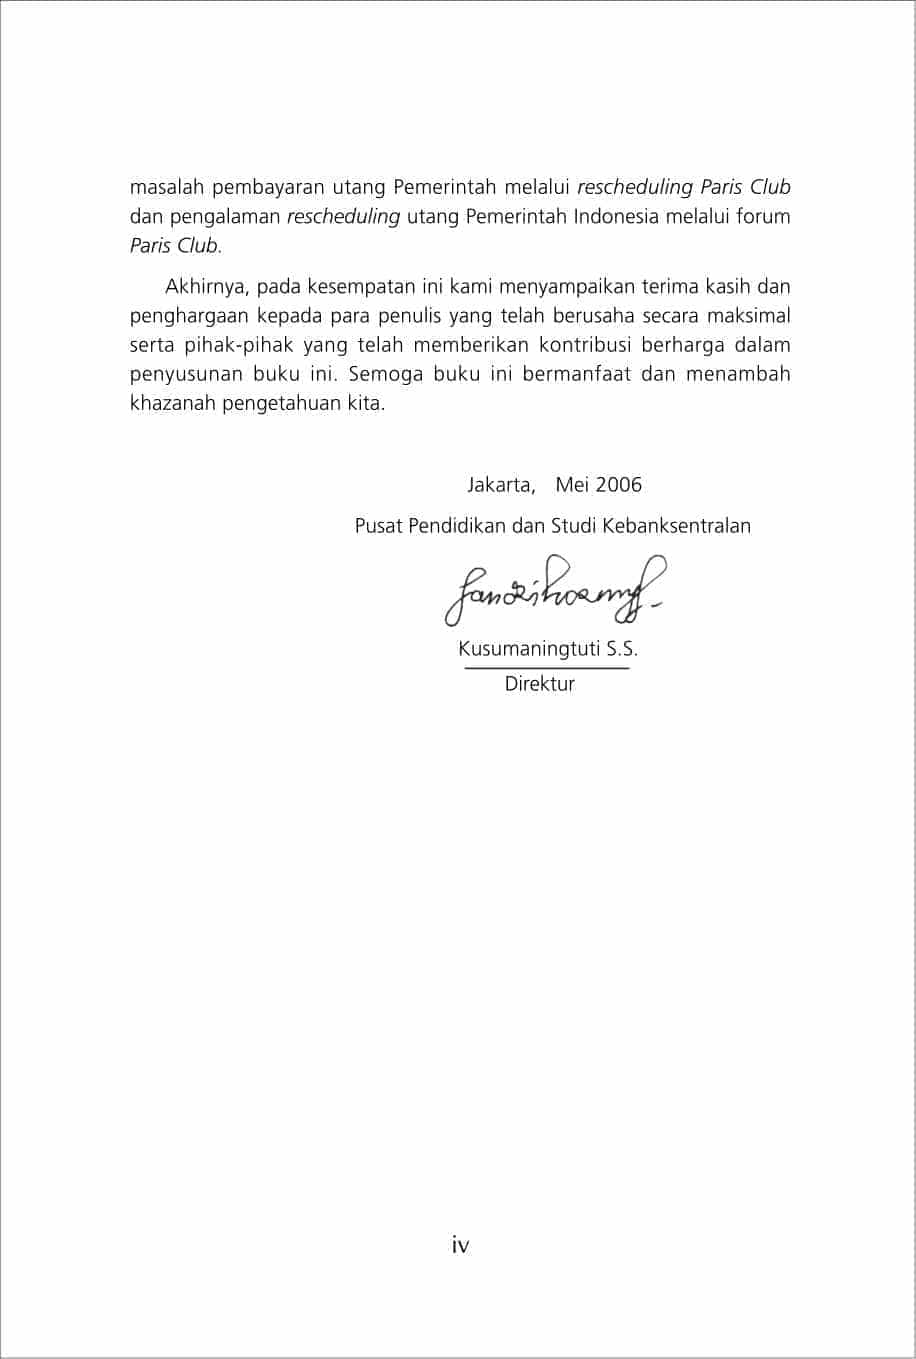 masalah pembayaran utang Pemerintah melalui rescheduling Paris Club
dan pengalaman rescheduling utang Pemerintah Indonesia melalui forum
Paris Club.
Akhirnya, pada kesempatan ini kami menyampaikan terima kasih dan
penghargaan kepada para penulis yang telah berusaha secara maksimal
serta pihak-pihak yang telah memberikan kontribusi berharga dalam
penyusunan buku ini. Semoga buku ini bermanfaat dan menambah
khazanah pengetahuan kita.
Jakarta, Mei 2006
Pusat Pendidikan dan Studi Kebanksentralan
Kusumaningtuti S.S.
Direktur
iv